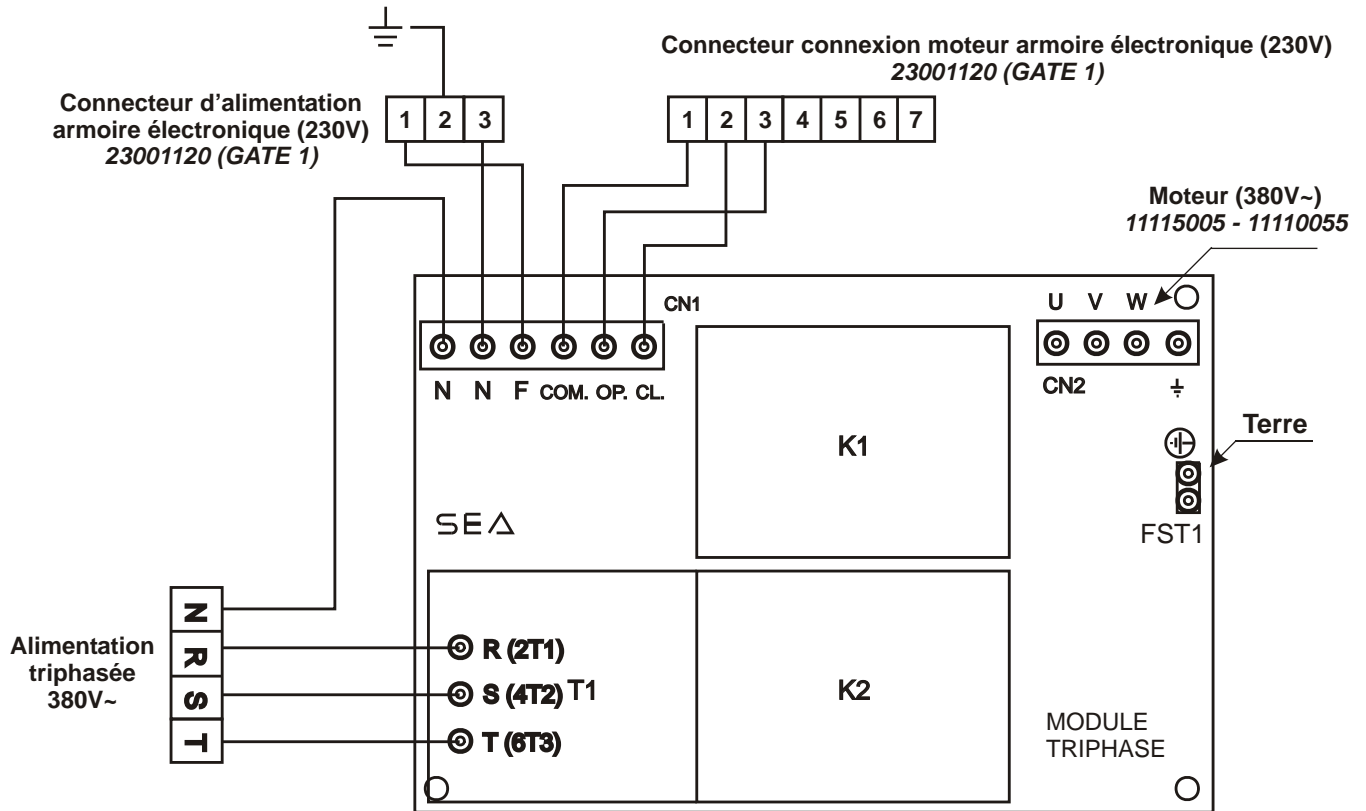 Connecteur connexion moteur armoire électronique (230V)
23001120 (GATE 1)
Connecteur d'alimentation
armoire électronique (230V)
23001120 (GATE 1)
1 2 3
1 2 3 4 5 6 7
Moteur (380V~)
11115005 - 11110055
CN1
U V W
N N F COM. OP. CL.
CN2
K1
Terre
SEA
FST1
Alimentation
triphasée
380V~
N
R
S
T
R (2T1)
S (4T2) T1
T (6T3)
K2
MODULE
TRIPHASE